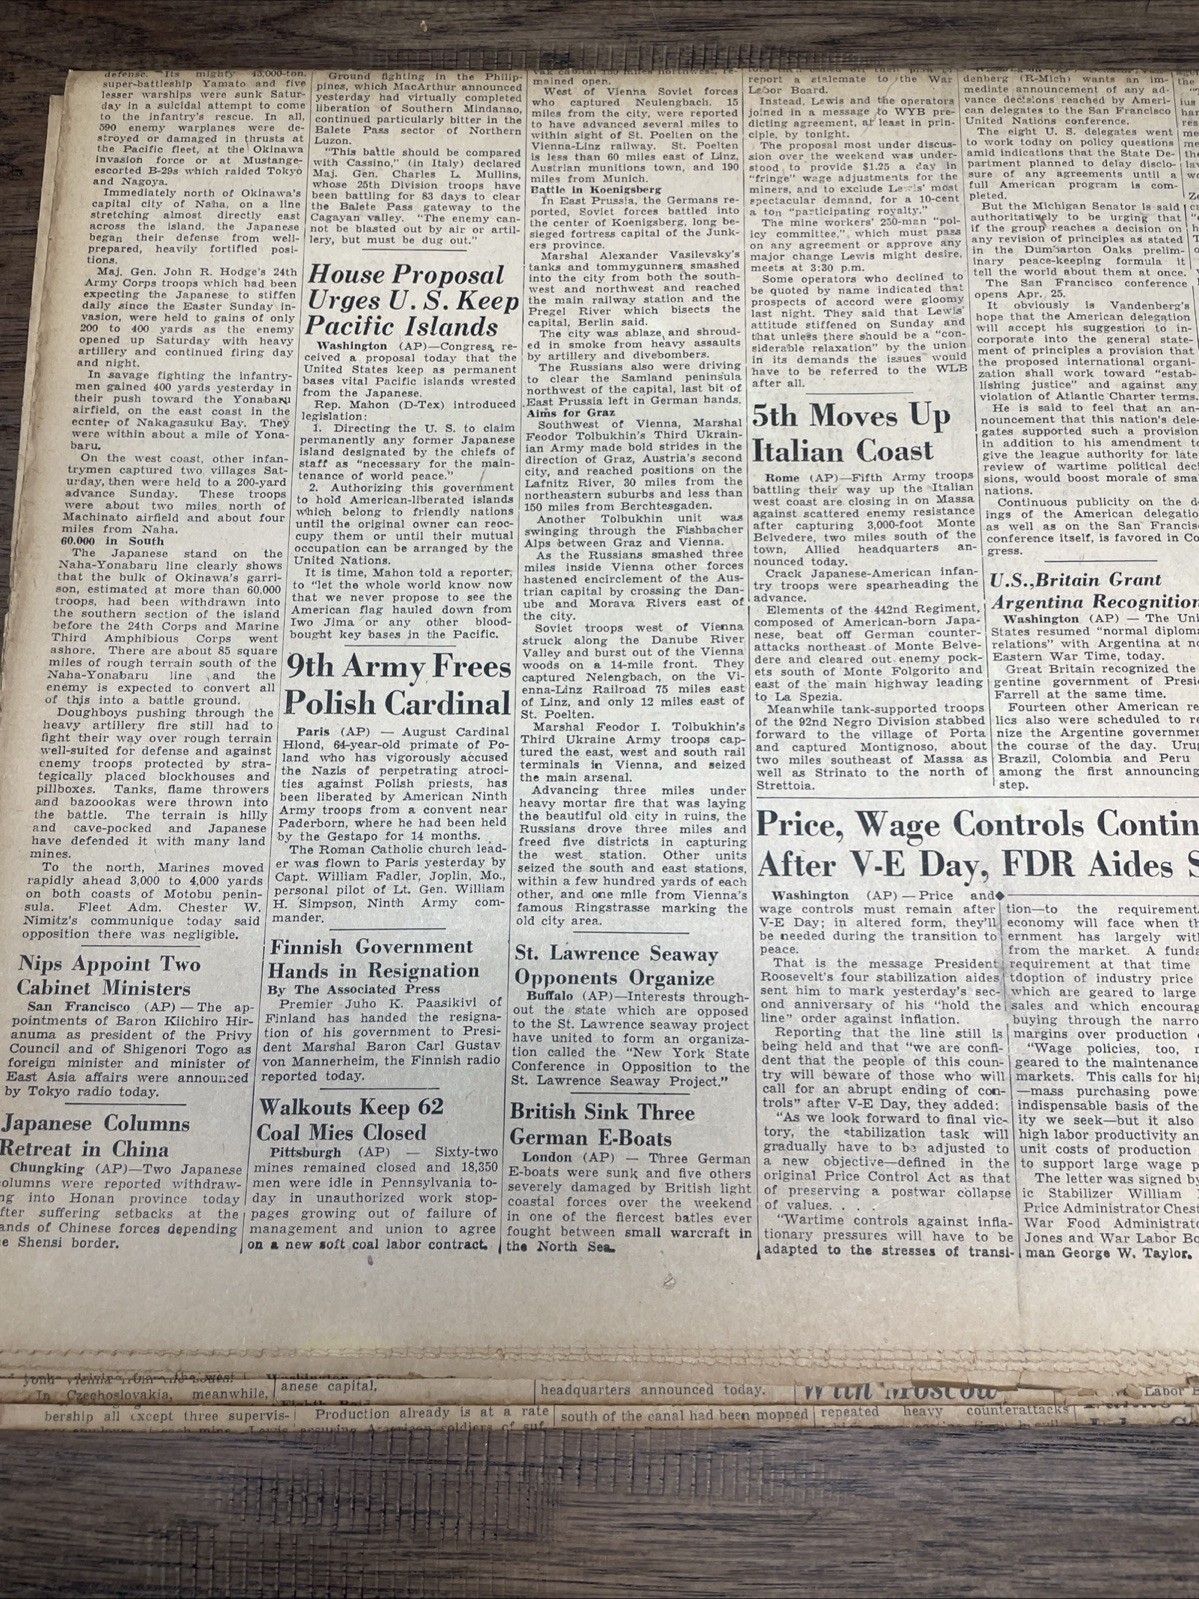 defense. Its mighty 45,000-ton
super-battleship Yamato and five
lesser warships were sunk Satur-
day in a suicidal attempt to come
to the infantry's rescue. In all,
590 enemy warplanes were de-
stroyed or damaged in thrusts at
the Pacific fleet, at the Okinawa
invasion force or at Mustang-
escorted B-29s which raided Tokyo
and Nagoya.
Immediately north of Okinawa's
capital city of Naha, on a line
stretching almost directly east
across the island, the Japanese
began their defense from well-
prepared, heavily fortified posi-
tions.
Maj. Gen. John R. Hodge's 24th
Army Corps troops which had been
expecting the Japanese to stiffen
daily since the Easter Sunday in-
vasion, were held to gains of only
200 to 400 yards as the enemy
opened up Saturday with heavy
artillery and continued firing day
and night.
In savage fighting the infantry-
men gained 400 yards yesterday in
their push toward the Yonabaru
airfield, on the east coast in the
center of Nakagasuku Bay. They
were within about a mile of Yona-
baru.
On the west coast, other infan-
trymen captured two villages Sat-
urday, then were held to a 200-yard
advance Sunday. These troops
were about two miles north of
Machinato airfield and about four
miles from Naha.
60,000 in South
The Japanese stand on the
Naha-Yonabaru line clearly shows
that the bulk of Okinawa's garri-
son, estimated at more than 60,000
troops, had been withdrawn into
the southern section of the island
before the 24th Corps and Marine
Third Amphibious Corps went
ashore. There are about 85 square
miles of rough terrain south of the
Naha-Yonabaru line and the
enemy is expected to convert all
of this into a battle ground.
Doughboys pushing through the
heavy artillery fire still had to
fight their way over rough terrain
well-suited for defense and against
enemy troops protected by stra-
tegically placed blockhouses and
pillboxes. Tanks, flame throwers
and bazoookas were thrown into
the battle. The terrain is hilly
and cave-pocked and Japanese
have defended it with many land
mines.
To the north, Marines moved
rapidly ahead 3,000 to 4,000 yards
on both coasts of Motobu penin-
sula. Fleet Adm. Chester W.
Nimitz's communique today said
opposition there was negligible.
Nips Appoint Two
Cabinet Ministers
San Francisco (AP)—The ap-
pointments of Baron Kiichiro Hir-
anuma as president of the Privy
Council and of Shigenori Togo as
foreign minister and minister of
East Asia affairs were announced
by Tokyo radio today.
Japanese Columns
Retreat in China
Chungking (AP)—Two Japanese
columns were reported withdraw-
ng into Honan province today
fter suffering setbacks at the
ands of Chinese forces depending
e Shensi border.
Ground fighting in the Philip-
pines, which MacArthur announced
yesterday had virtually completed
liberation of Southern Mindanao,
continued particularly bitter in the
Balete Pass sector of Northern
Luzon.
"This battle should be compared
with Cassino," (in Italy) declared
Maj. Gen. Charles L. Mullins,
whose 25th Division troops have
been battling for 83 days to clear
the Balete Pass gateway to the
Cagayan valley. "The enemy can-
not be blasted out by air or artil-
lery, but must be dug out."
House Proposal
Urges U. S. Keep
Pacific Islands
Washington (AP)—Congress re-
ceived a proposal today that the
United States keep as permanent
bases vital Pacific islands wrested
from the Japanese.
Rep. Mahon (D-Tex) introduced
legislation:
1. Directing the U. S. to claim
permanently any former Japanese
island designated by the chiefs of
staff as "necessary for the main-
tenance of world peace."
2. Authorizing this government
to hold American-liberated islands
which belong to friendly nations
until the original owner can reoc-
cupy them or until their mutual
occupation can be arranged by the
United Nations.
It is time, Mahon told a reporter,
to "let the whole world know now
that we never propose to see the
American flag hauled down from
Iwo Jima or any other blood-
bought key bases in the Pacific.
9th Army Frees
Polish Cardinal
Paris (AP) — August Cardinal
Hlond, 64-year-old primate of Po-
land who has vigorously accused
the Nazis of perpetrating atroci-
ties against Polish priests, has
been liberated by American Ninth
Army troops from a convent near
Paderborn, where he had been held
by the Gestapo for 14 months.
The Roman Catholic church lead-
er was flown to Paris yesterday by
Capt. William Fadler, Joplin, Mo.,
personal pilot of Lt. Gen. William
H. Simpson, Ninth Army com-
mander.
Finnish Government
Hands in Resignation
By The Associated Press
Premier Juho K. Paasikivi of
Finland has handed the resigna-
tion of his government to Presi-
dent Marshal Baron Carl Gustav
von Mannerheim, the Finnish radio
reported today.
Walkouts Keep 62
Coal Mies Closed
Pittsburgh (AP) — Sixty-two
mines remained closed and 18,350
men were idle in Pennsylvania to-
day in unauthorized work stop-
pages growing out of failure of
management and union to agree
on a new soft coal labor contract.
mained open.
West of Vienna Soviet forces
who captured Neulengbach, 15
miles from the city, were reported
to have advanced several miles to
within sight of St. Poelten on the
Vienna-Linz railway. St. Poelten
is less than 60 miles east of Linz,
Austrian munitions town, and 190
miles from Munich.
Battle in Koenigsberg
In East Prussia, the Germans re-
ported, Soviet forces battled into
the center of Koenigsberg, long be-
sieged fortress capital of the Junk-
ers province.
Marshal Alexander Vasilevsky's
tanks and tommygunners smashed
into the city from both the south-
west and northwest and reached
the main railway station and the
Pregel River which bisects the
capital, Berlin said.
The city was ablaze and shroud-
ed in smoke from heavy assaults
by artillery and divebombers.
The Russians also were driving
to clear the Samland peninsula
northwest of the capital, last bit of
East Prussia left in German hands.
Aims for Graz
Southwest of Vienna, Marshal
Feodor Tolbukhin's Third Ukrain-
ian Army made bold strides in the
direction of Graz, Austria's second
city, and reached positions on the
Lafnitz River, 30 miles from the
northeastern suburbs and less than
150 miles from Berchtesgaden.
Another Tolbukhin unit was
swinging through the Fishbacher
Alps between Graz and Vienna.
As the Russians smashed three
miles inside Vienna other forces
hastened encirclement of the Aus-
trian capital by crossing the Dan-
ube and Morava Rivers east of
the city.
Soviet troops west of Vienna
struck along the Danube River
Valley and burst out of the Vienna
woods on a 14-mile front. They
captured Nelengbach, on the Vi-
enna-Linz Railroad 75 miles east
of Linz, and only 12 miles east of
St. Poelten.
Marshal Feodor I. Tolbukhin's
Third Ukraine Army troops cap-
tured the east, west and south rail
terminals in Vienna, and seized
the main arsenal.
Advancing three miles under
heavy mortar fire that was laying
the beautiful old city in ruins, the
Russians drove three miles and
freed five districts in capturing
the west station. Other units
seized the south and east stations,
within a few hundred yards of each
other, and one mile from Vienna's
famous Ringstrasse marking the
old city area.
St. Lawrence Seaway
Opponents Organize
Buffalo (AP)—Interests through-
out the state which are opposed
to the St. Lawrence seaway project
have united to form an organiza-
tion called the "New York State
Conference in Opposition to the
St. Lawrence Seaway Project."
British Sink Three
German E-Boats
London (AP) — Three German
E-boats were sunk and five others
severely damaged by British light
coastal forces over the weekend
in one of the fiercest battles ever
fought between small warcraft in
the North Sea.
report a stalemate to the War
Labor Board.
Instead, Lewis and the operators
joined in a message to WYB pre-
dicting agreement, at least in prin-
ciple, by tonight.
The proposal most under discus-
sion over the weekend was under-
stood to provide $1.25 a day in
"fringe" wage adjustments for the
miners, and to exclude Lewis' most
spectacular demand, for a 10-cent
a ton "participating royalty."
The mine workers' 250-man "pol-
icy committee," which must pass
on any agreement or approve any
major change Lewis might desire,
meets at 3:30 p.m.
Some operators who declined to
be quoted by name indicated that
prospects of accord were gloomy
last night. They said that Lewis'
attitude stiffened on Sunday and
that unless there should be a "con-
siderable relaxation" by the union
in its demands the issues would
have to be referred to the WLB
after all.
5th Moves Up
Italian Coast
Rome (AP)—Fifth Army troops
battling their way up the Italian
west coast are closing in on Massa
against scattered enemy resistance
after capturing 3,000-foot Monte
Belvedere, two miles south of the
town, Allied headquarters an-
nounced today.
Crack Japanese-American infan-
try troops were spearheading the
advance.
Elements of the 442nd Regiment,
composed of American-born Japa-
nese, beat off German counter-
attacks northeast of Monte Belve-
dere and cleared out enemy pock-
ets south of Monte Folgorito and
east of the main highway leading
to La Spezia.
Meanwhile tank-supported troops
of the 92nd Negro Division stabbed
forward to the village of Porta
and captured Montignoso, about
two miles southeast of Massa as
well as Strinato to the north of
Strettoia.
denberg (R-Mich) wants an im-
mediate announcement of any ad-
vance decisions reached by Ameri-
can delegates to the San Francisco
United Nations conference.
The eight U. S. delegates went
to work today on policy questions
amid indications that the State De-
partment planned to delay disclo-
sure of any agreements until a
full American program is com-
pleted.
But the Michigan Senator is said
authoritatively to be urging that
if the group reaches a decision on
any revision of principles as stated
in the Dumbarton Oaks prelim-
inary peace-keeping formula it
tell the world about them at once.
The San Francisco conference
opens Apr. 25.
It obviously is Vandenberg's
hope that the American delegation
will accept his suggestion to in-
corporate into the general state-
ment of principles a provision that
the proposed international organi-
zation shall work toward "estab-
lishing justice" and against any
violation of Atlantic Charter terms.
He is said to feel that an an-
nouncement that this nation's dele-
gates supported such a provision
in addition to his amendment to
give the league authority for late
review of wartime political deci
sions, would boost morale of sma
nations.
Continuous publicity on the d
ings of the American delegatio
as well as on the San Francis
conference itself, is favored in Co
gress.
U.S., Britain Grant
Argentina Recognition
Washington (AP) — The Uni
States resumed "normal diplom
relations" with Argentina at no
Eastern War Time, today.
Great Britain recognized the
gentine government of Presid
Farrell at the same time.
Fourteen other American re
lics also were scheduled to re
nize the Argentine governmen
the course of the day. Uru
Brazil, Colombia and Peru
among the first announcing
step.
Price, Wage Controls Contin
After V-E Day, FDR Aides S
Washington (AP) — Price and
wage controls must remain after
V-E Day; in altered form, they'll
be needed during the transition to
peace.
That is the message President
Roosevelt's four stabilization aides
sent him to mark yesterday's sec-
ond anniversary of his "hold the
line" order against inflation.
Reporting that the line still is
being held and that "we are confi-
dent that the people of this coun-
try will beware of those who will
call for an abrupt ending of con-
trols" after V-E Day, they added:
"As we look forward to final vic-
tory, the stabilization task will
gradually have to be adjusted to
a new objective—defined in the
original Price Control Act as that
of preserving a postwar collapse
of values. . . .
"Wartime controls against infla-
tionary pressures will have to be
adapted to the stresses of transi-
tion—to the requirement
economy will face when th
ernment has largely with
from the market. A funda
requirement at that time
tdoption of industry price
which are geared to large
sales and which encourag
buying through the narro
margins over production
"Wage policies, too, r
geared to the maintenance
markets. This calls for hi
—mass purchasing powe
indispensable basis of the
ity we seek—but it also
high labor productivity an
unit costs of production
to support large wage p
The letter was signed by
ic Stabilizer William
Price Administrator Chest
War Food Administrato
Jones and War Labor Bo
man George W. Taylor.
In Czechoslovakia, meanwhile,
anese capital.
headquarters announced today.
With Moscow
Labor
bership all except three supervis-
Production already is at a rate
south of the canal had been mopped
repeated heavy counterattacks